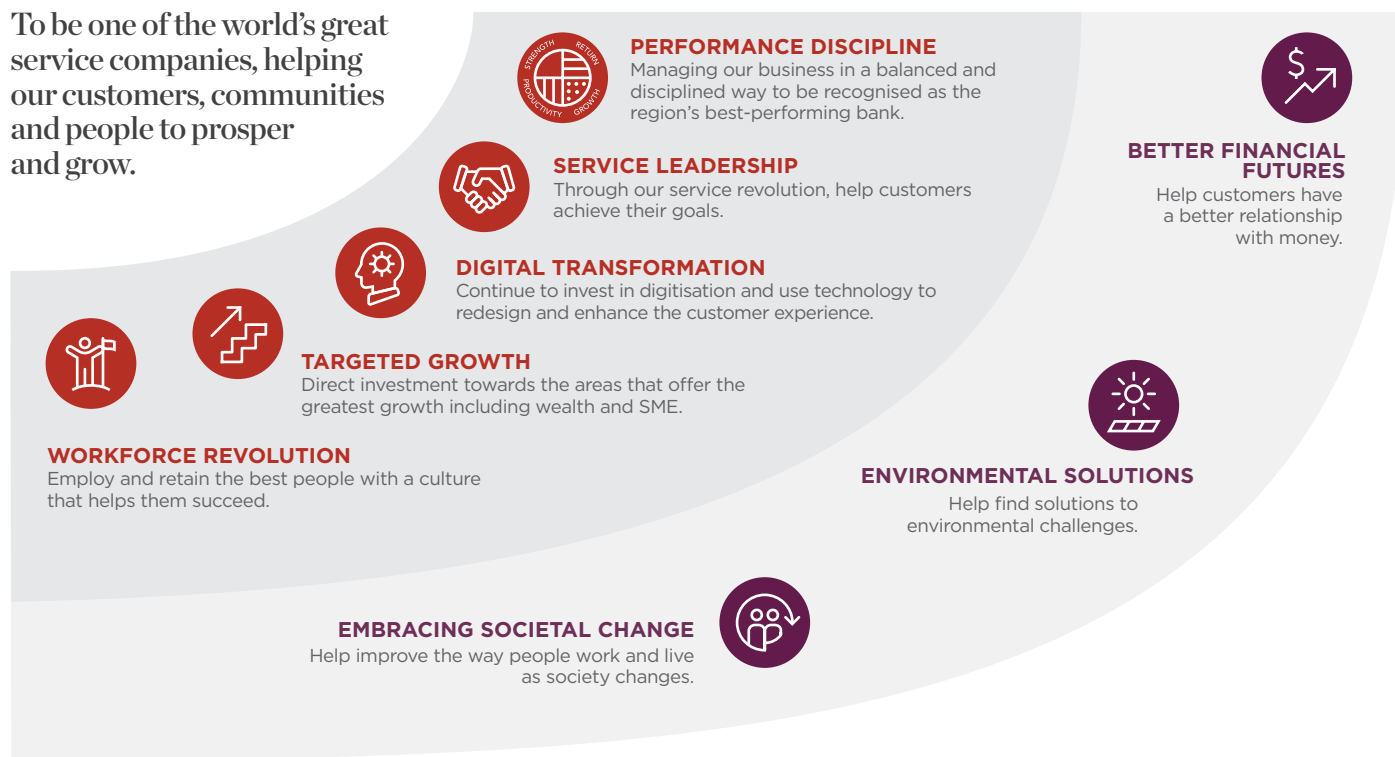 To be one of the world’s great
service companies, helping
our customers, communities
and people to prosper
and grow.
STRENGTH
RETURN
PRODUCTIVITY
GROWTH
PERFORMANCE DISCIPLINE
Managing our business in a balanced and
disciplined way to be recognised as the
region’s best-performing bank.
SERVICE LEADERSHIP
Through our service revolution, help customers
achieve their goals.
DIGITAL TRANSFORMATION
Continue to invest in digitisation and use technology to
redesign and enhance the customer experience.
TARGETED GROWTH
Direct investment towards the areas that offer the
greatest growth including wealth and SME.
WORKFORCE REVOLUTION
Employ and retain the best people with a culture
that helps them succeed.
$
BETTER FINANCIAL
FUTURES
Help customers have
a better relationship
with money.
ENVIRONMENTAL SOLUTIONS
Help find solutions to
environmental challenges.
EMBRACING SOCIETAL CHANGE
Help improve the way people work and live
as society changes.